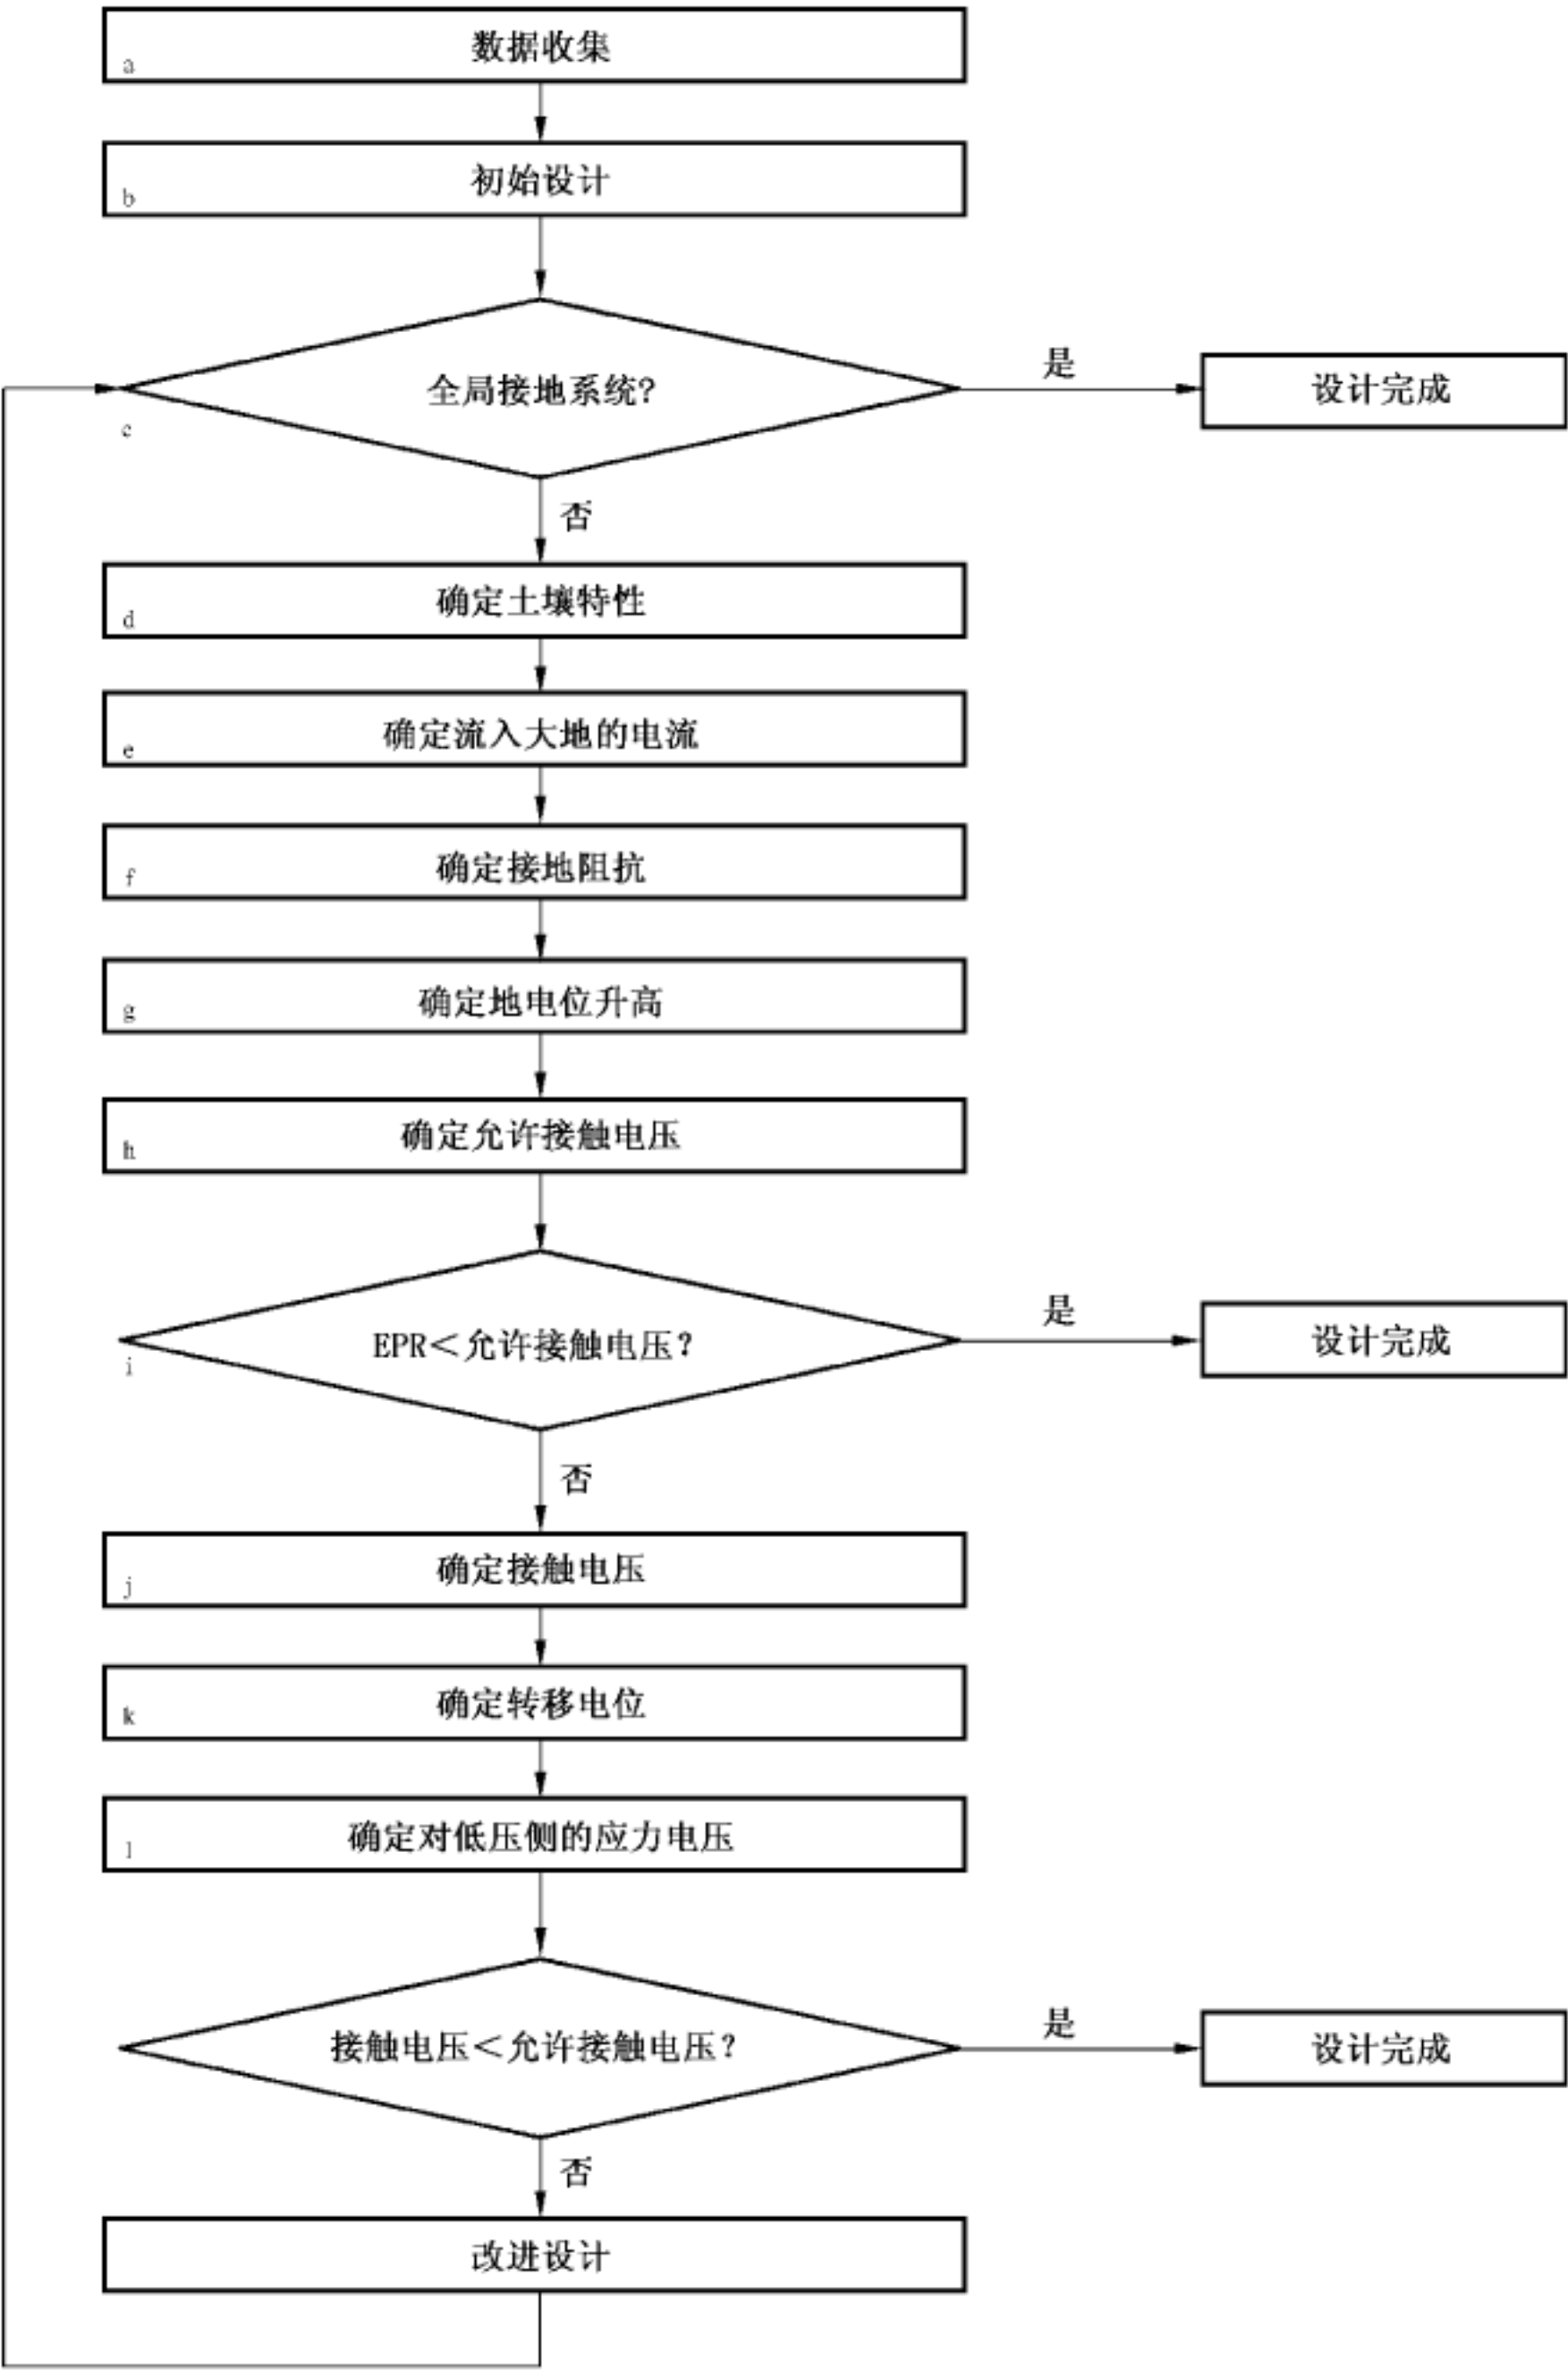 数据收集
a
初始设计
b
全局接地系统?
c
是
设计完成
否
确定土壤特性
d
确定流入大地的电流
e
确定接地阻抗
f
确定地电位升高
g
确定允许接触电压
h
EPR<允许接触电压?
i
是
设计完成
否
确定接触电压
j
确定转移电位
k
确定对低压侧的应力电压
l
接触电压<允许接触电压?
是
设计完成
否
改进设计